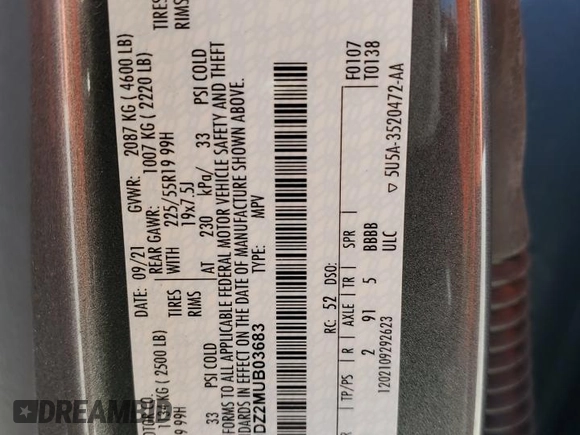 DATE: 09/21 GVWR: 2087 KG ( 4600 LB)
REAR GAWR: 1007 KG ( 2220 LB)
KG ( 2500 LB) TIRES WITH 225/55R19 99H TIRES
19 99H RIMS 19x7.5J RIMS
33 PSI COLD AT 230 kPa/ 33 PSI COLD
FORMS TO ALL APPLICABLE FEDERAL MOTOR VEHICLE SAFETY AND THEFT
DARDS IN EFFECT ON THE DATE OF MANUFACTURE SHOWN ABOVE.
DZ2MUB03683 TYPE: MPV
RC: 52 DSO: F0107
T0138
TP/PS R AXLE TR SPR
2 91 5 BBBB
1202109292623 ULC ▽ 5U5A-3520472-AA
DREAMBID